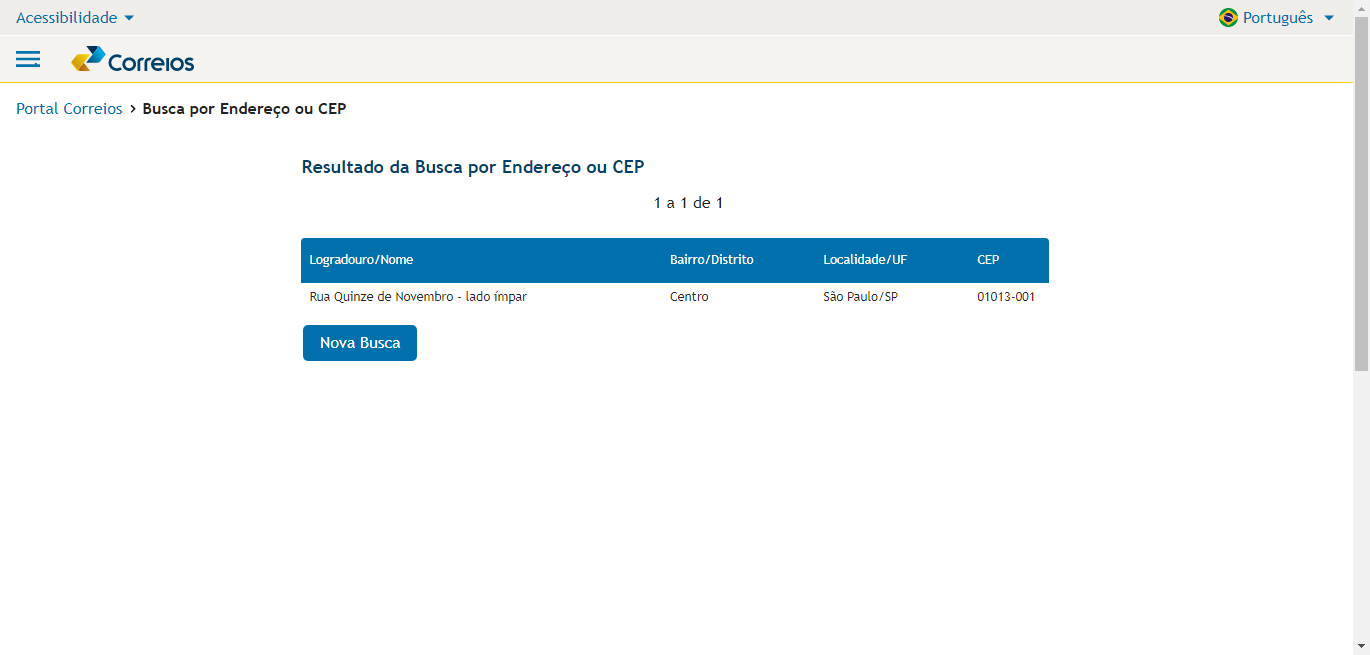 Acessibilidade Português
Correios
Portal Correios › Busca por Endereço ou CEP
Resultado da Busca por Endereço ou CEP
1 a 1 de 1
Logradouro/Nome Bairro/Distrito Localidade/UF CEP
Rua Quinze de Novembro - lado ímpar Centro São Paulo/SP 01013-001
Nova Busca